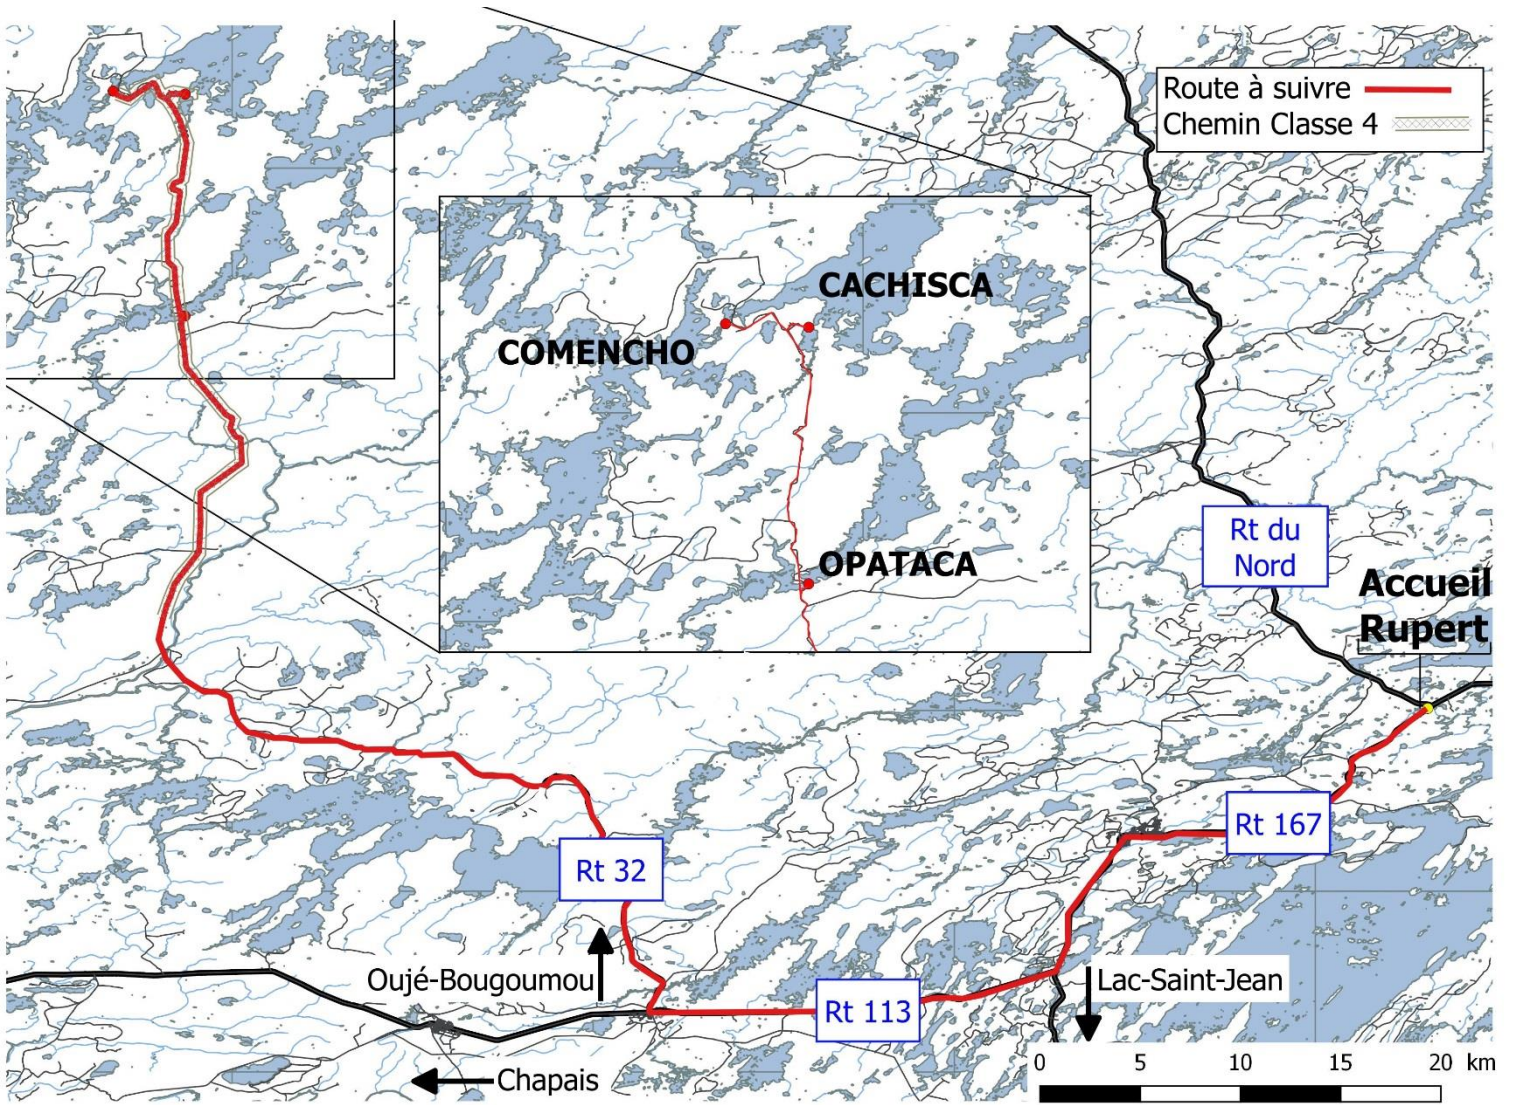 Route à suivre
Chemin Classe 4
CACHISCA
COMENCHO
OPATACA
Rt du
Nord
Accueil
Rupert
Rt 167
Rt 32
Oujé-Bougoumou
Rt 113
Lac-Saint-Jean
Chapais
0 5 10 15 20 km